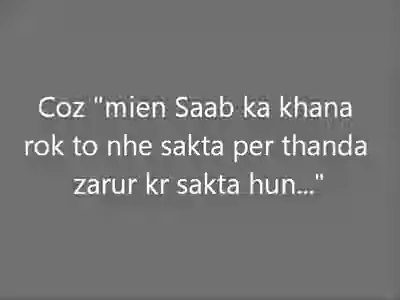 Coz "mien Saab ka khana
rok to nhe sakta per thanda
zarur kr sakta hun..."